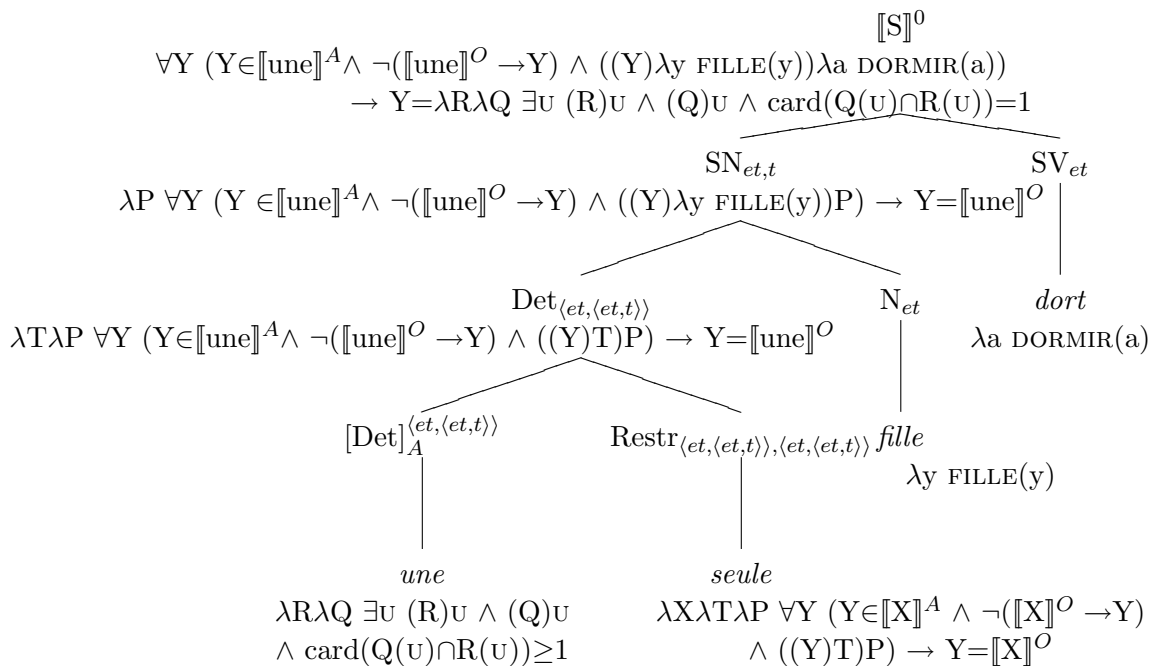 ⟦S⟧⁰
∀Y (Y∈⟦une⟧ᴬ∧ ¬(⟦une⟧ᴼ →Y) ∧ ((Y)λy FILLE(y))λa DORMIR(a))
→ Y=λRλQ ∃U (R)U ∧ (Q)U ∧ card(Q(U)∩R(U))=1
SN_{et,t} SV_{et}
λP ∀Y (Y ∈⟦une⟧ᴬ∧ ¬(⟦une⟧ᴼ →Y) ∧ ((Y)λy FILLE(y))P) → Y=⟦une⟧ᴼ
Det_{⟨et,⟨et,t⟩⟩} N_{et} dort
λTλP ∀Y (Y∈⟦une⟧ᴬ∧ ¬(⟦une⟧ᴼ →Y) ∧ ((Y)T)P) → Y=⟦une⟧ᴼ λa DORMIR(a)
[Det]_A^{⟨et,⟨et,t⟩⟩} Restr_{⟨et,⟨et,t⟩⟩,⟨et,⟨et,t⟩⟩} fille
λy FILLE(y)
une seule
λRλQ ∃U (R)U ∧ (Q)U λXλTλP ∀Y (Y∈⟦X⟧ᴬ ∧ ¬(⟦X⟧ᴼ →Y)
∧ card(Q(U)∩R(U))≥1 ∧ ((Y)T)P) → Y=⟦X⟧ᴼ